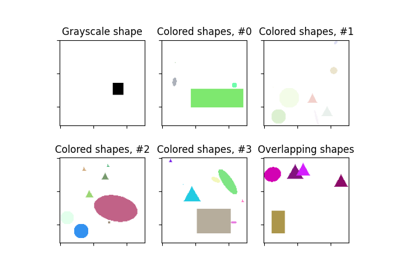 Grayscale shape
Colored shapes, #0
Colored shapes, #1
Colored shapes, #2
Colored shapes, #3
Overlapping shapes